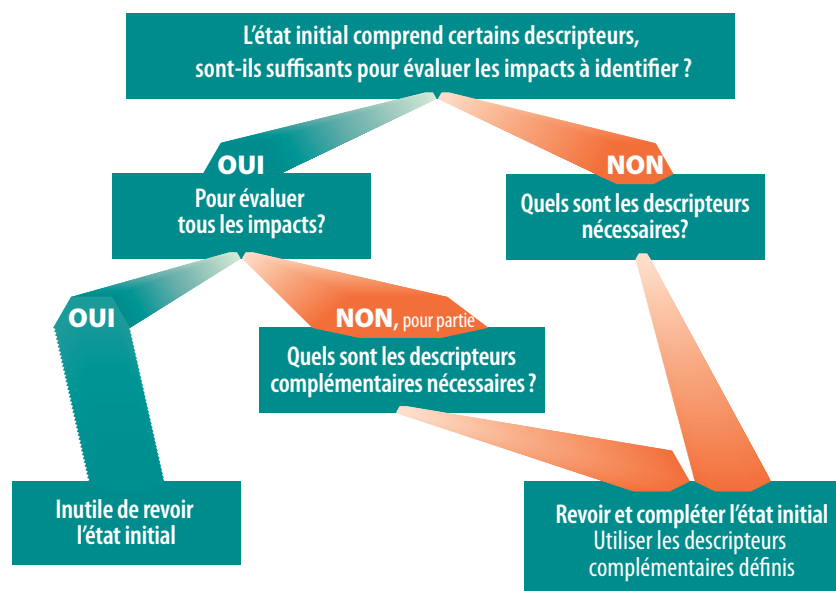 L'état initial comprend certains descripteurs,
sont-ils suffisants pour évaluer les impacts à identifier ?
OUI
NON
Pour évaluer
tous les impacts?
Quels sont les descripteurs
nécessaires?
OUI
NON, pour partie
Quels sont les descripteurs
complémentaires nécessaires ?
Inutile de revoir
l'état initial
Revoir et compléter l'état initial
Utiliser les descripteurs
complémentaires définis